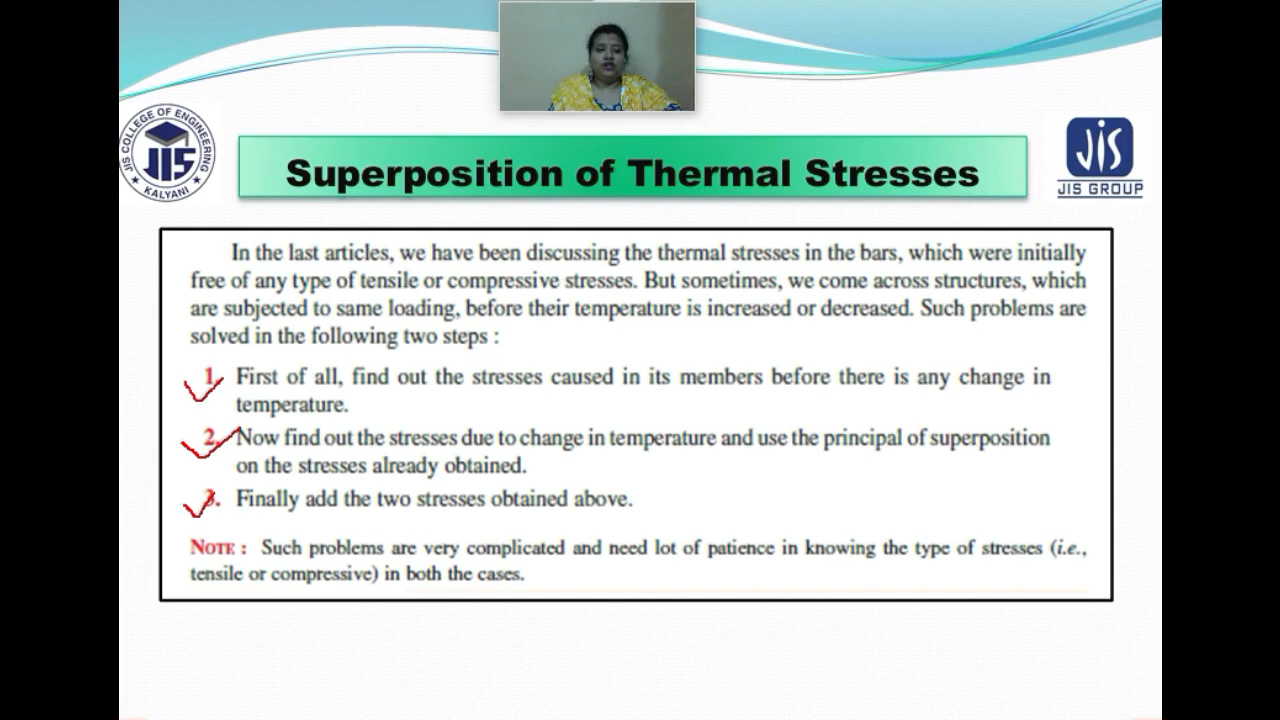 JIS COLLEGE OF ENGINEERING
JIS
KALYANI
Superposition of Thermal Stresses
JIS
JIS GROUP
In the last articles, we have been discussing the thermal stresses in the bars, which were initially
free of any type of tensile or compressive stresses. But sometimes, we come across structures, which
are subjected to same loading, before their temperature is increased or decreased. Such problems are
solved in the following two steps :
1. First of all, find out the stresses caused in its members before there is any change in
temperature.
2. Now find out the stresses due to change in temperature and use the principal of superposition
on the stresses already obtained.
3. Finally add the two stresses obtained above.
NOTE : Such problems are very complicated and need lot of patience in knowing the type of stresses (i.e.,
tensile or compressive) in both the cases.